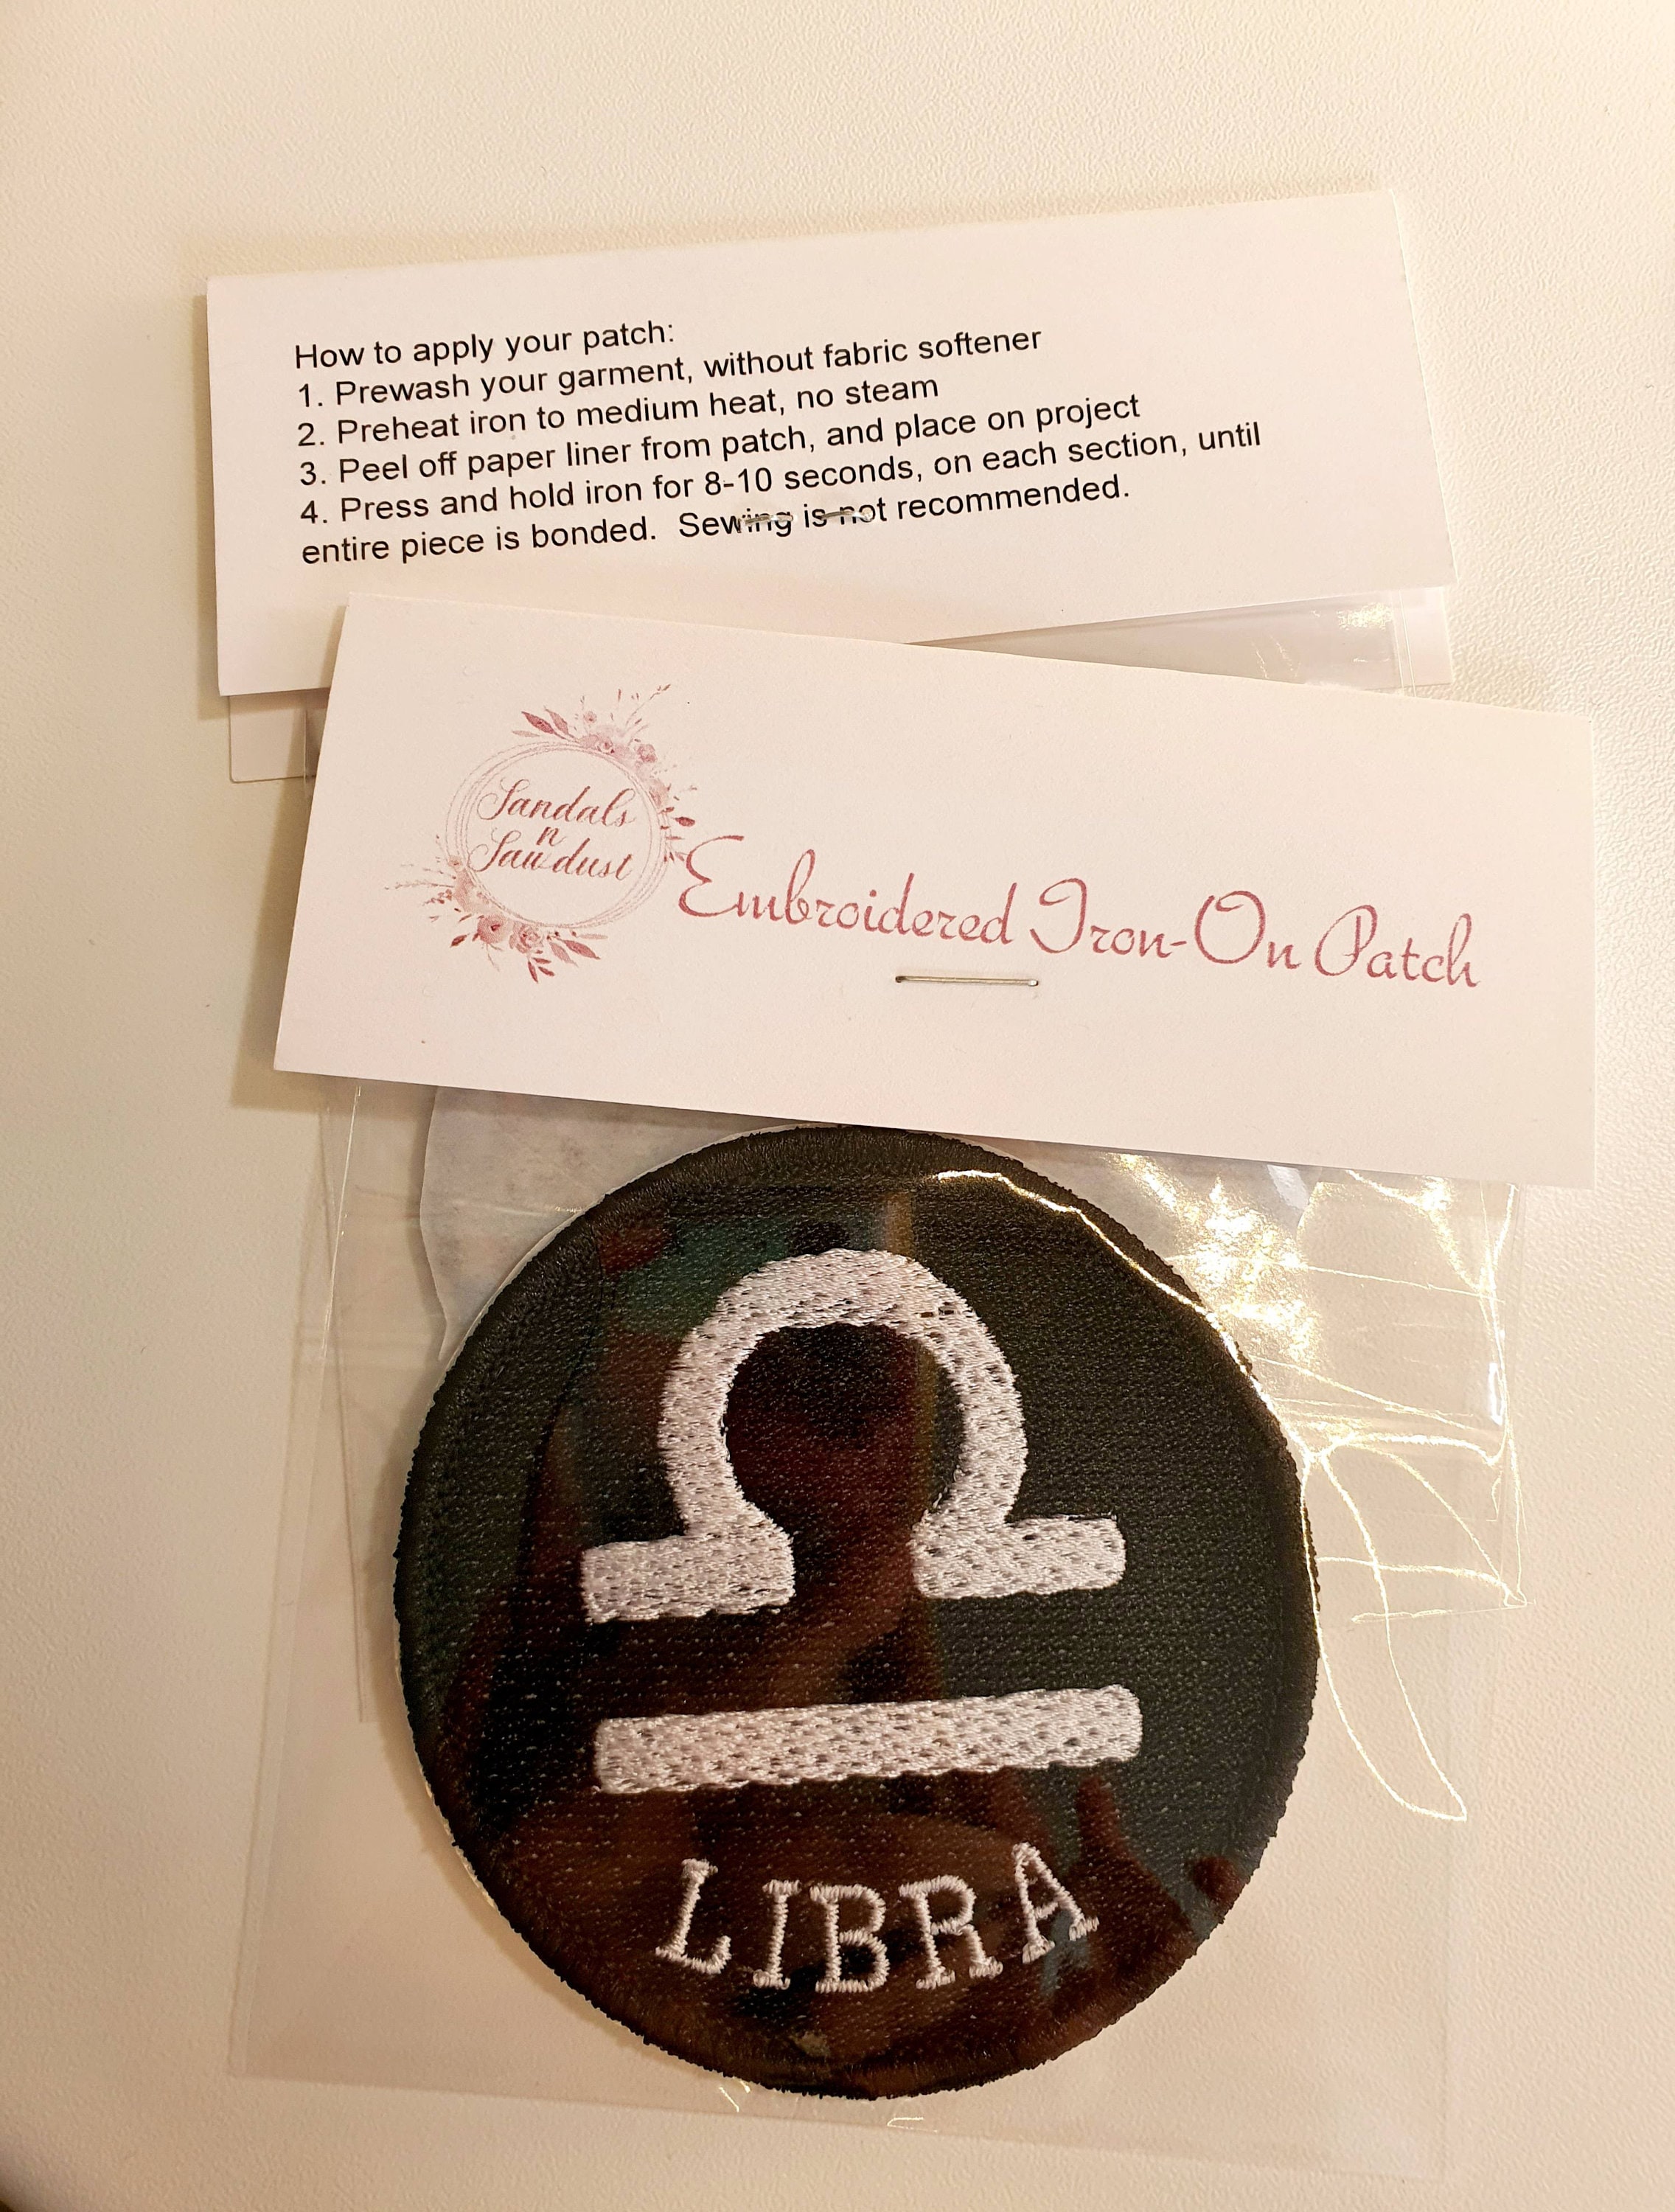 How to apply your patch:
1. Prewash your garment, without fabric softener
2. Preheat iron to medium heat, no steam
3. Peel off paper liner from patch, and place on project
4. Press and hold iron for 8-10 seconds, on each section, until
entire piece is bonded.  Sewing is not recommended.
Sandals
n
Sawdust
Embroidered Iron-On Patch
LIBRA